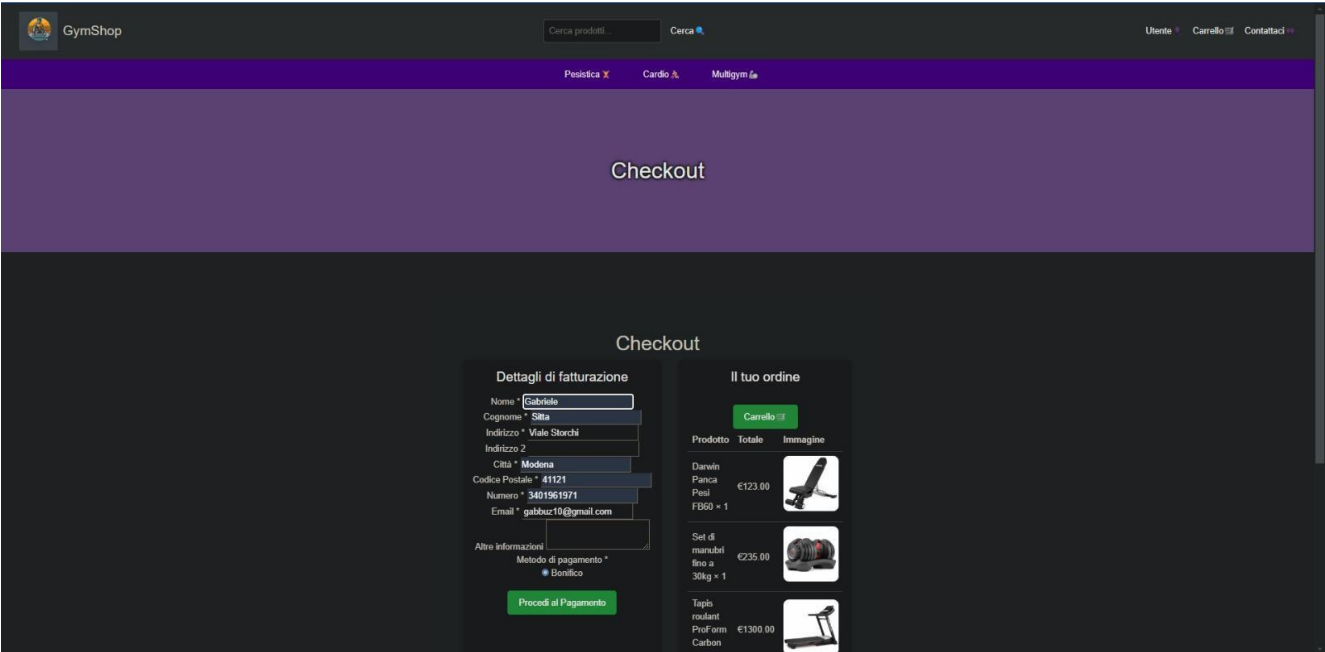 GymShop
Cerca prodotti...
Cerca
Utente
Carrello
Contattaci
Pesistica
Cardio
Multigym
Checkout
Checkout
Dettagli di fatturazione
Nome * Gabriele
Cognome * Sitta
Indirizzo * Viale Storchi
Indirizzo 2
Città * Modena
Codice Postale * 41121
Numero * 3401961971
Email * gabbuz10@gmail.com
Altre informazioni
Metodo di pagamento *
Bonifico
Procedi al Pagamento
Il tuo ordine
Carrello
Prodotto Totale Immagine
Darwin
Panca
Pesi
FB60 × 1
€123.00
Set di
manubri
fino a
30kg × 1
€235.00
Tapis
roulant
ProForm
Carbon
€1300.00